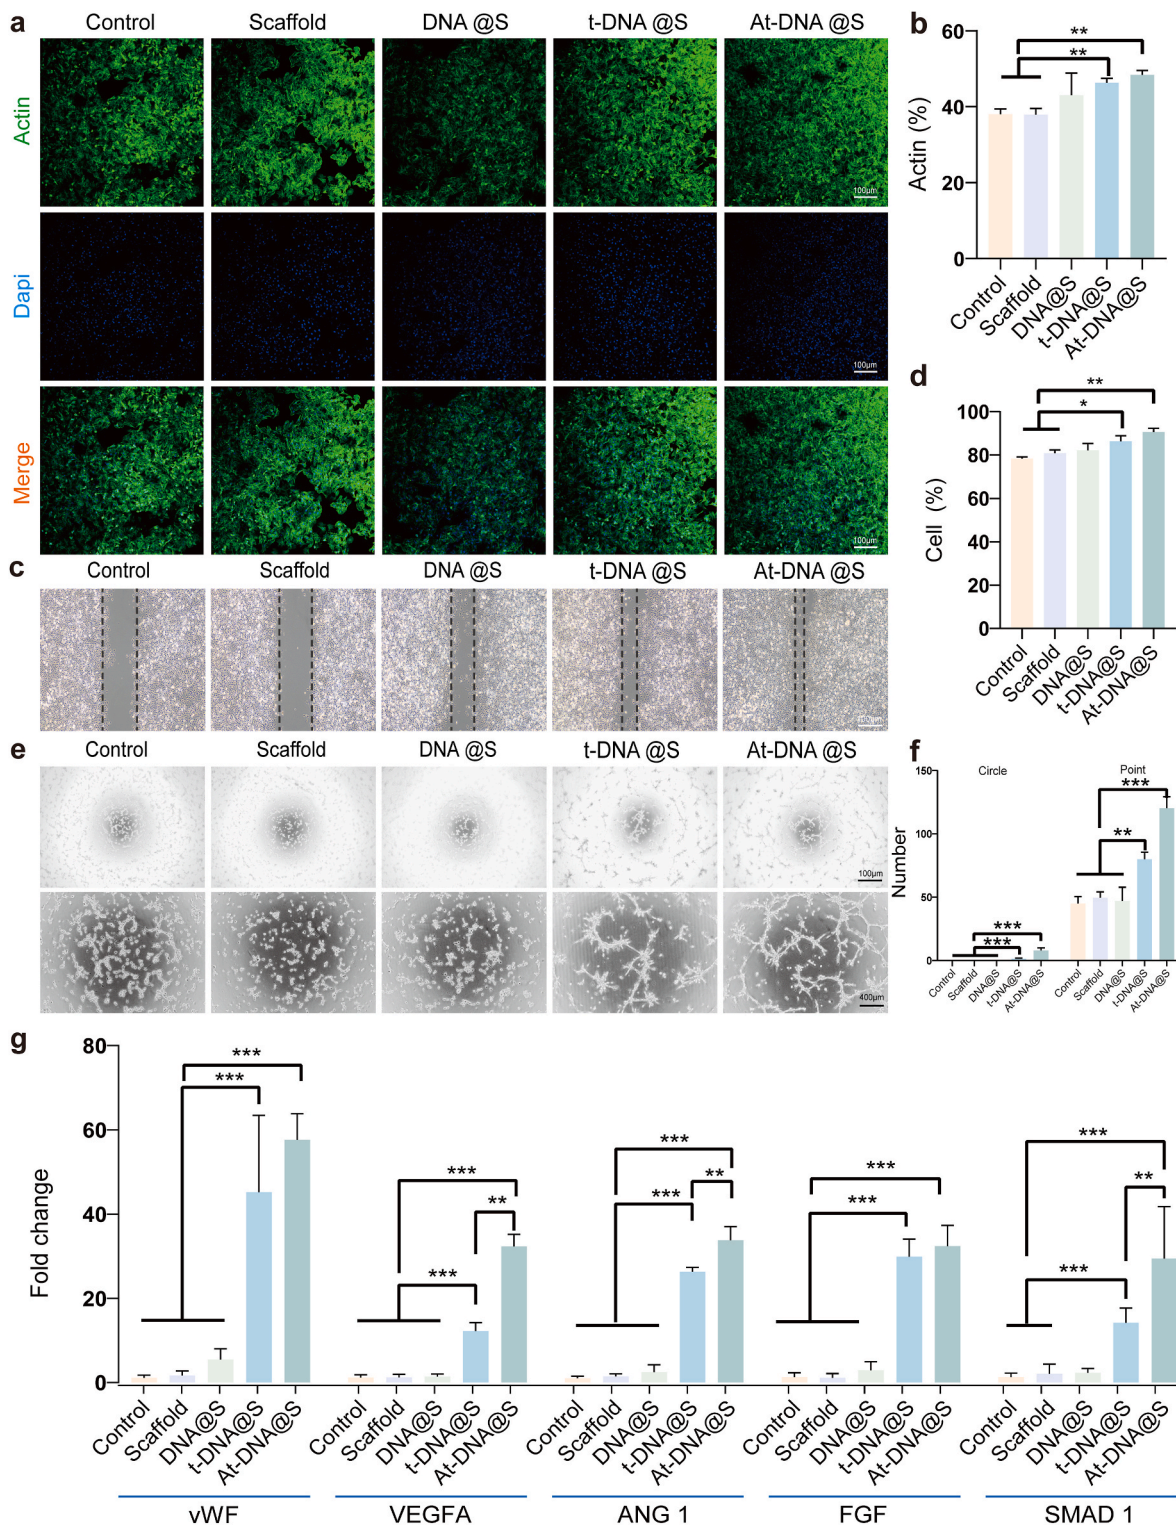 a
Control Scaffold DNA @S t-DNA @S At-DNA @S
Actin
100μm
Dapi
100μm
Merge
100μm
b
Actin (%)
60
40
20
0
** 
**
Control Scaffold DNA@S t-DNA@S At-DNA@S
c
Control Scaffold DNA @S t-DNA @S At-DNA @S
d
Cell (%)
100
80
60
40
20
0
**
*
Control Scaffold DNA@S t-DNA@S At-DNA@S
e
Control Scaffold DNA @S t-DNA @S At-DNA @S
100μm
400μm
f
Number
150
100
50
0
Circle Point
***
**
***
***
Control Scaffold DNA@S t-DNA@S At-DNA@S Control Scaffold DNA@S t-DNA@S At-DNA@S
g
Fold change
80
60
40
20
0
*** *** 
*** ** *** 
*** ** *** 
*** *** 
*** ** ***
Control Scaffold DNA@S t-DNA@S At-DNA@S Control Scaffold DNA@S t-DNA@S At-DNA@S Control Scaffold DNA@S t-DNA@S At-DNA@S Control Scaffold DNA@S t-DNA@S At-DNA@S Control Scaffold DNA@S t-DNA@S At-DNA@S
vWF VEGFA ANG 1 FGF SMAD 1